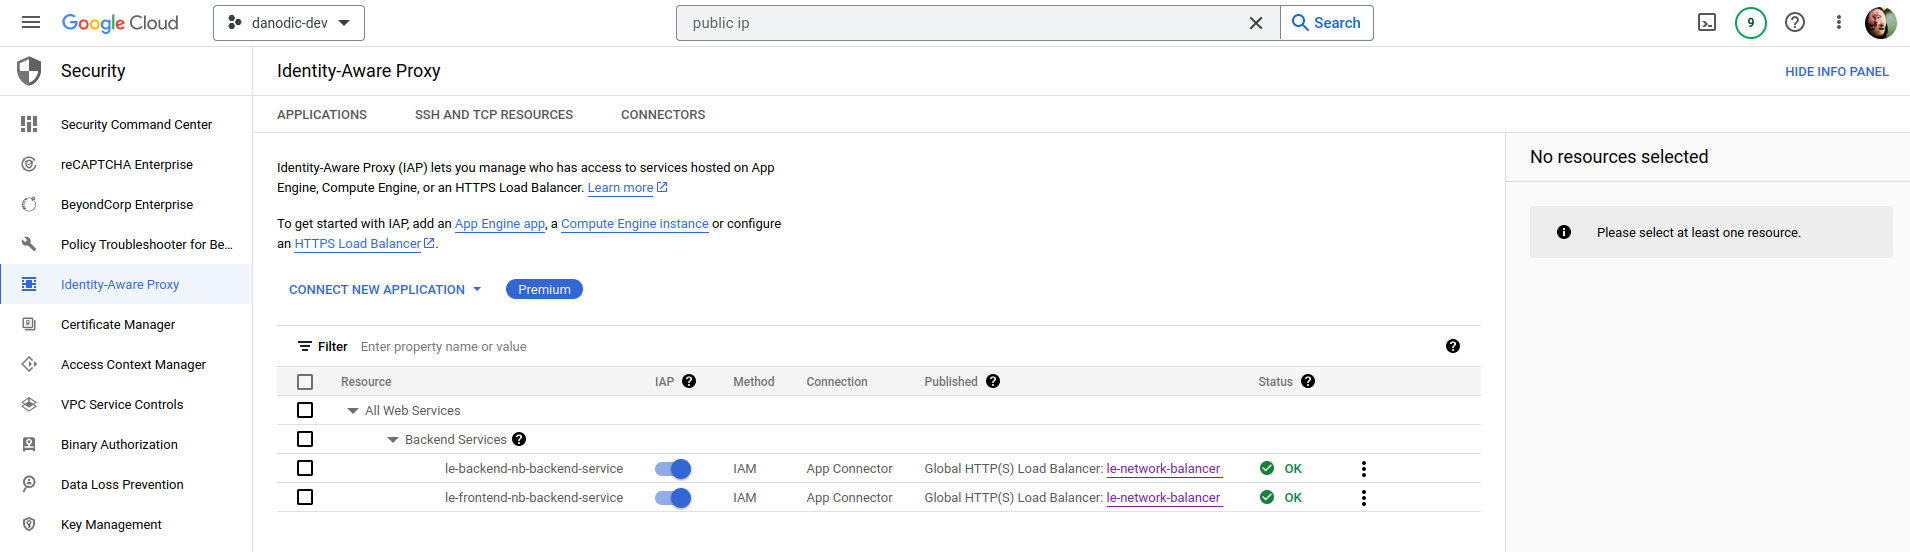 Google Cloud
danodic-dev
public ip
Search
9
Security
Identity-Aware Proxy
HIDE INFO PANEL
Security Command Center
reCAPTCHA Enterprise
BeyondCorp Enterprise
Policy Troubleshooter for Be...
Identity-Aware Proxy
Certificate Manager
Access Context Manager
VPC Service Controls
Binary Authorization
Data Loss Prevention
Key Management
APPLICATIONS SSH AND TCP RESOURCES CONNECTORS
Identity-Aware Proxy (IAP) lets you manage who has access to services hosted on App
Engine, Compute Engine, or an HTTPS Load Balancer. Learn more
To get started with IAP, add an App Engine app, a Compute Engine instance or configure
an HTTPS Load Balancer.
CONNECT NEW APPLICATION Premium
Filter Enter property name or value
Resource IAP Method Connection Published Status
All Web Services
Backend Services
le-backend-nb-backend-service IAM App Connector Global HTTP(S) Load Balancer: le-network-balancer OK
le-frontend-nb-backend-service IAM App Connector Global HTTP(S) Load Balancer: le-network-balancer OK
No resources selected
Please select at least one resource.